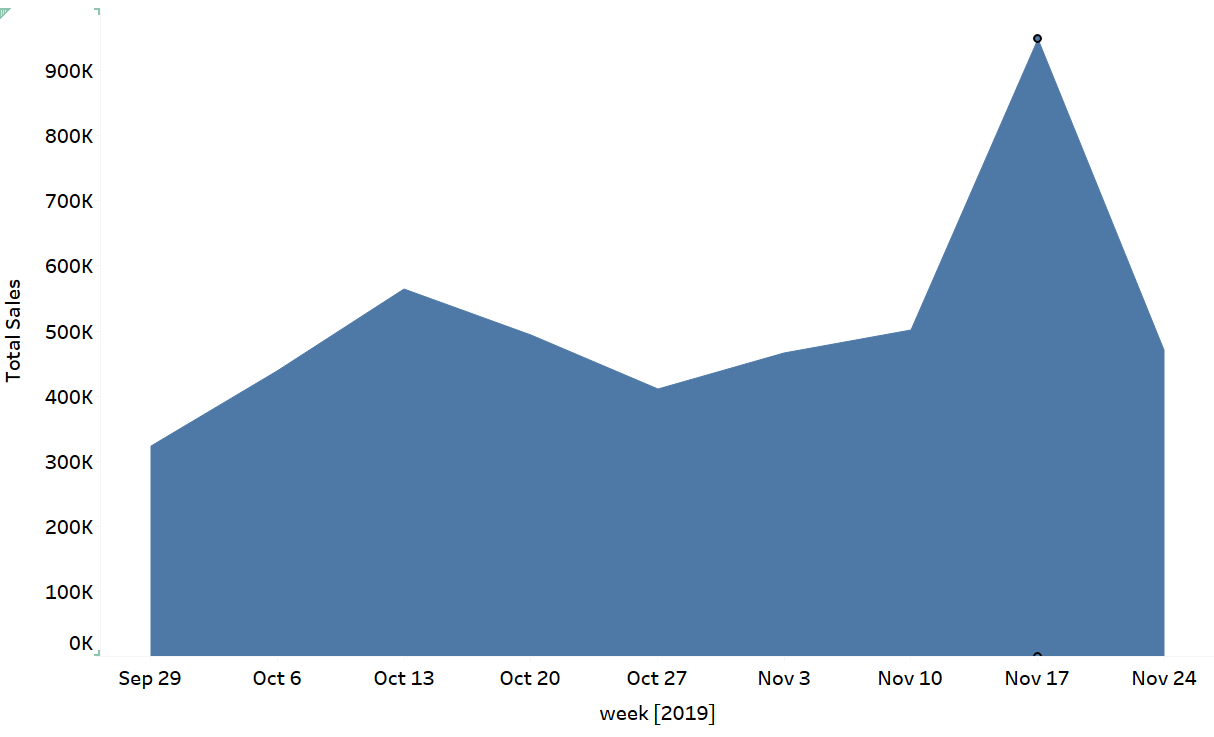 900K
800K
700K
600K
500K
400K
300K
200K
100K
0K
Total Sales
Sep 29 Oct 6 Oct 13 Oct 20 Oct 27 Nov 3 Nov 10 Nov 17 Nov 24
week [2019]